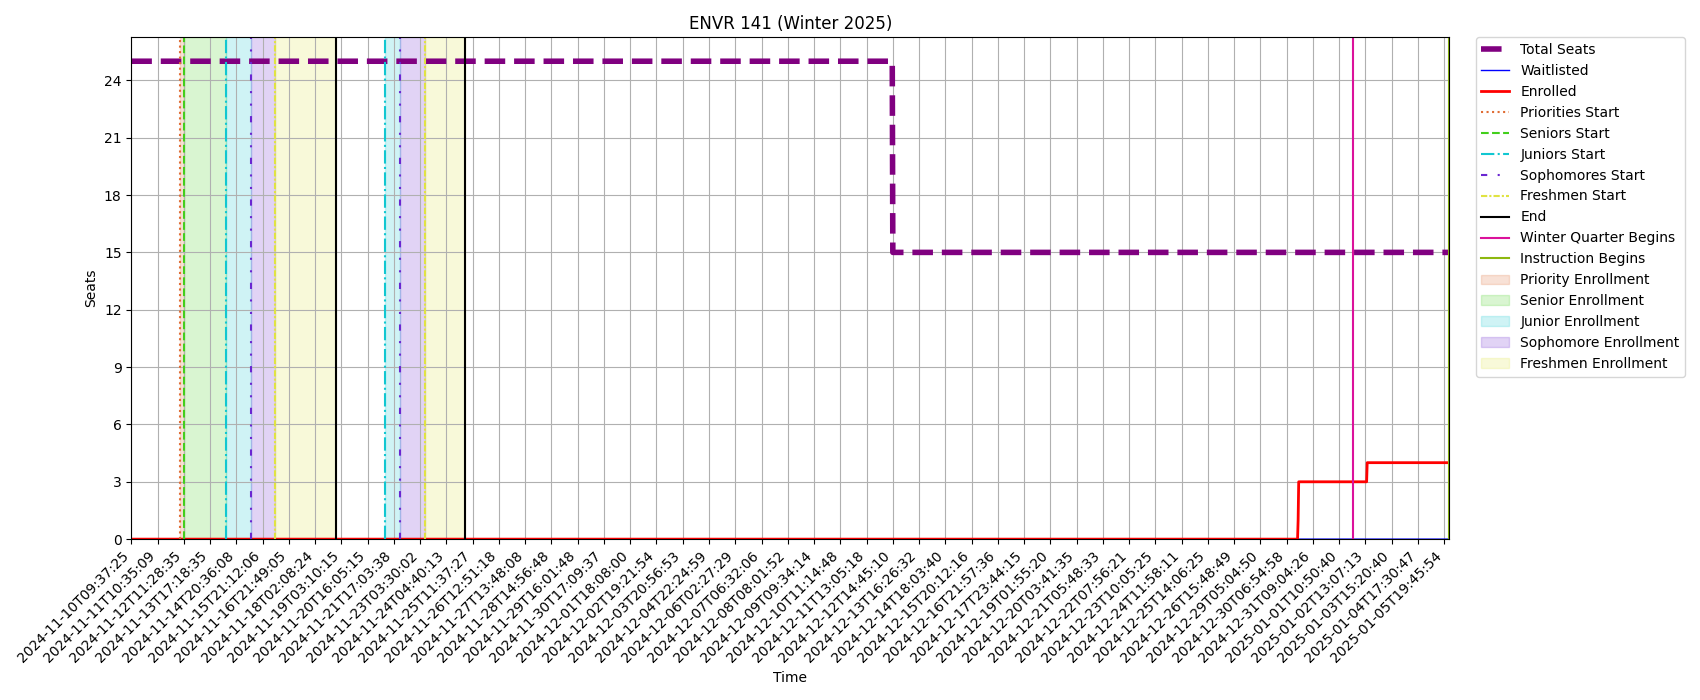 ENVR 141 (Winter 2025)
Seats
24
21
18
15
12
9
6
3
0
2024-11-10T09:37:25
2024-11-11T10:35:09
2024-11-12T11:28:35
2024-11-13T17:18:35
2024-11-14T20:36:08
2024-11-15T21:12:06
2024-11-16T21:49:05
2024-11-18T02:08:24
2024-11-19T03:10:15
2024-11-20T16:05:15
2024-11-21T17:03:38
2024-11-23T03:30:02
2024-11-24T04:40:13
2024-11-25T11:37:27
2024-11-26T12:51:18
2024-11-27T13:48:08
2024-11-28T14:56:48
2024-11-29T16:01:48
2024-11-30T17:09:37
2024-12-01T18:08:00
2024-12-02T19:21:54
2024-12-03T20:56:53
2024-12-04T22:24:59
2024-12-06T02:27:29
2024-12-07T06:32:06
2024-12-08T08:01:52
2024-12-09T09:34:14
2024-12-10T11:14:48
2024-12-11T13:05:18
2024-12-12T14:45:10
2024-12-13T16:26:32
2024-12-14T18:03:40
2024-12-15T20:12:16
2024-12-16T21:57:36
2024-12-17T23:44:15
2024-12-19T01:55:20
2024-12-20T03:41:35
2024-12-21T05:48:33
2024-12-22T07:56:21
2024-12-23T10:05:25
2024-12-24T11:58:11
2024-12-25T14:06:25
2024-12-26T15:48:49
2024-12-29T05:04:50
2024-12-30T06:54:58
2024-12-31T09:04:26
2025-01-01T10:50:40
2025-01-02T13:07:13
2025-01-03T15:20:40
2025-01-04T17:30:47
2025-01-05T19:45:54
Time
Total Seats
Waitlisted
Enrolled
Priorities Start
Seniors Start
Juniors Start
Sophomores Start
Freshmen Start
End
Winter Quarter Begins
Instruction Begins
Priority Enrollment
Senior Enrollment
Junior Enrollment
Sophomore Enrollment
Freshmen Enrollment